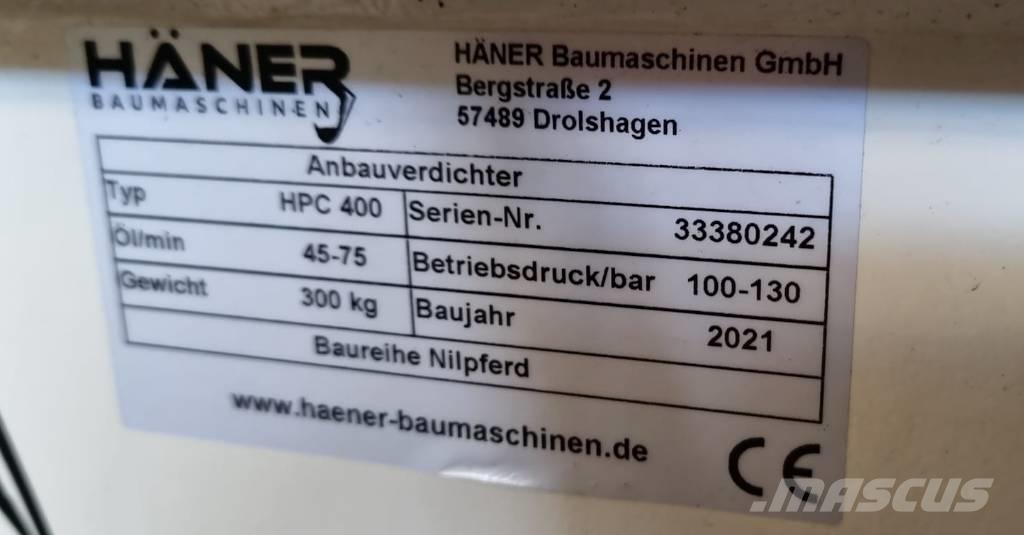 HÄNER
BAUMASCHINEN
HÄNER Baumaschinen GmbH
Bergstraße 2
57489 Drolshagen
Anbauverdichter
Typ HPC 400 Serien-Nr. 33380242
Öl/min 45-75 Betriebsdruck/bar 100-130
Gewicht 300 kg Baujahr 2021
Baureihe Nilpferd
www.haener-baumaschinen.de
CE
MASCUS